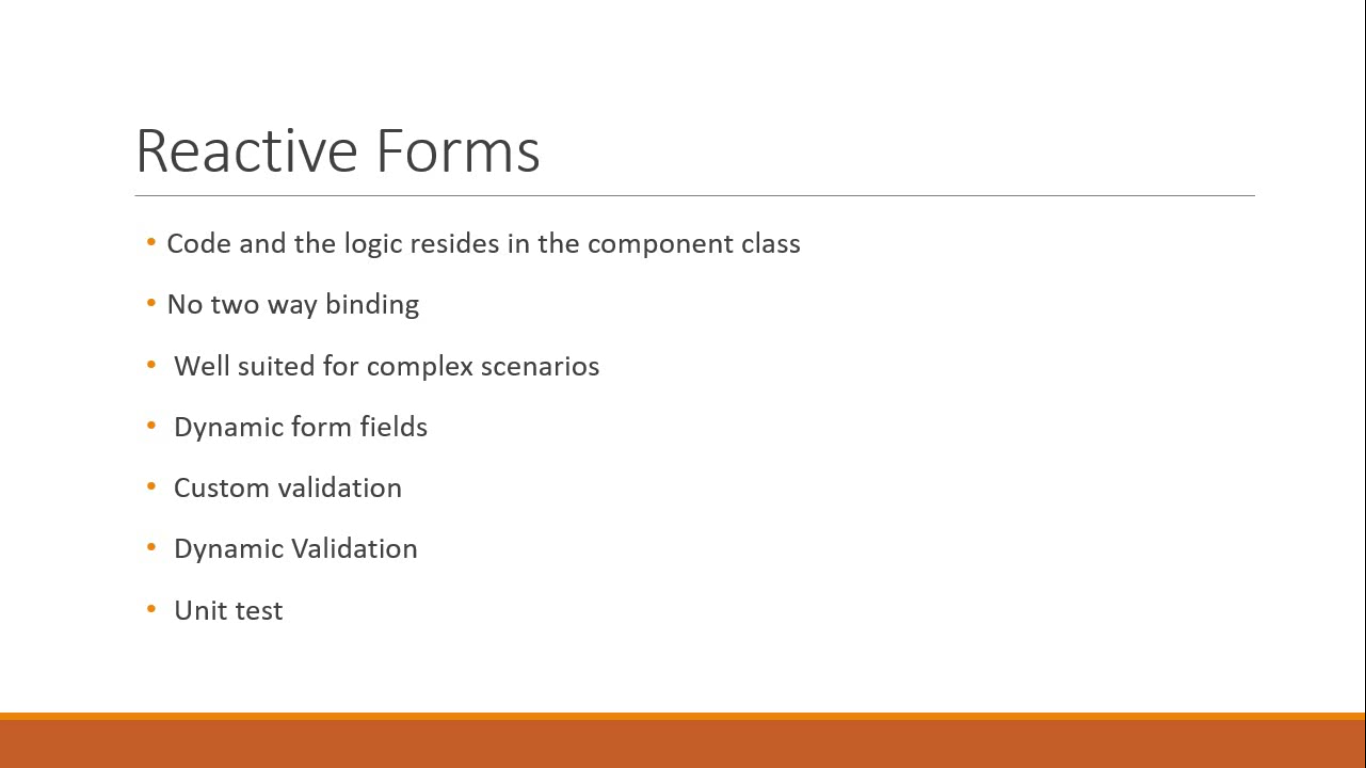 Reactive Forms
• Code and the logic resides in the component class
• No two way binding
• Well suited for complex scenarios
• Dynamic form fields
• Custom validation
• Dynamic Validation
• Unit test